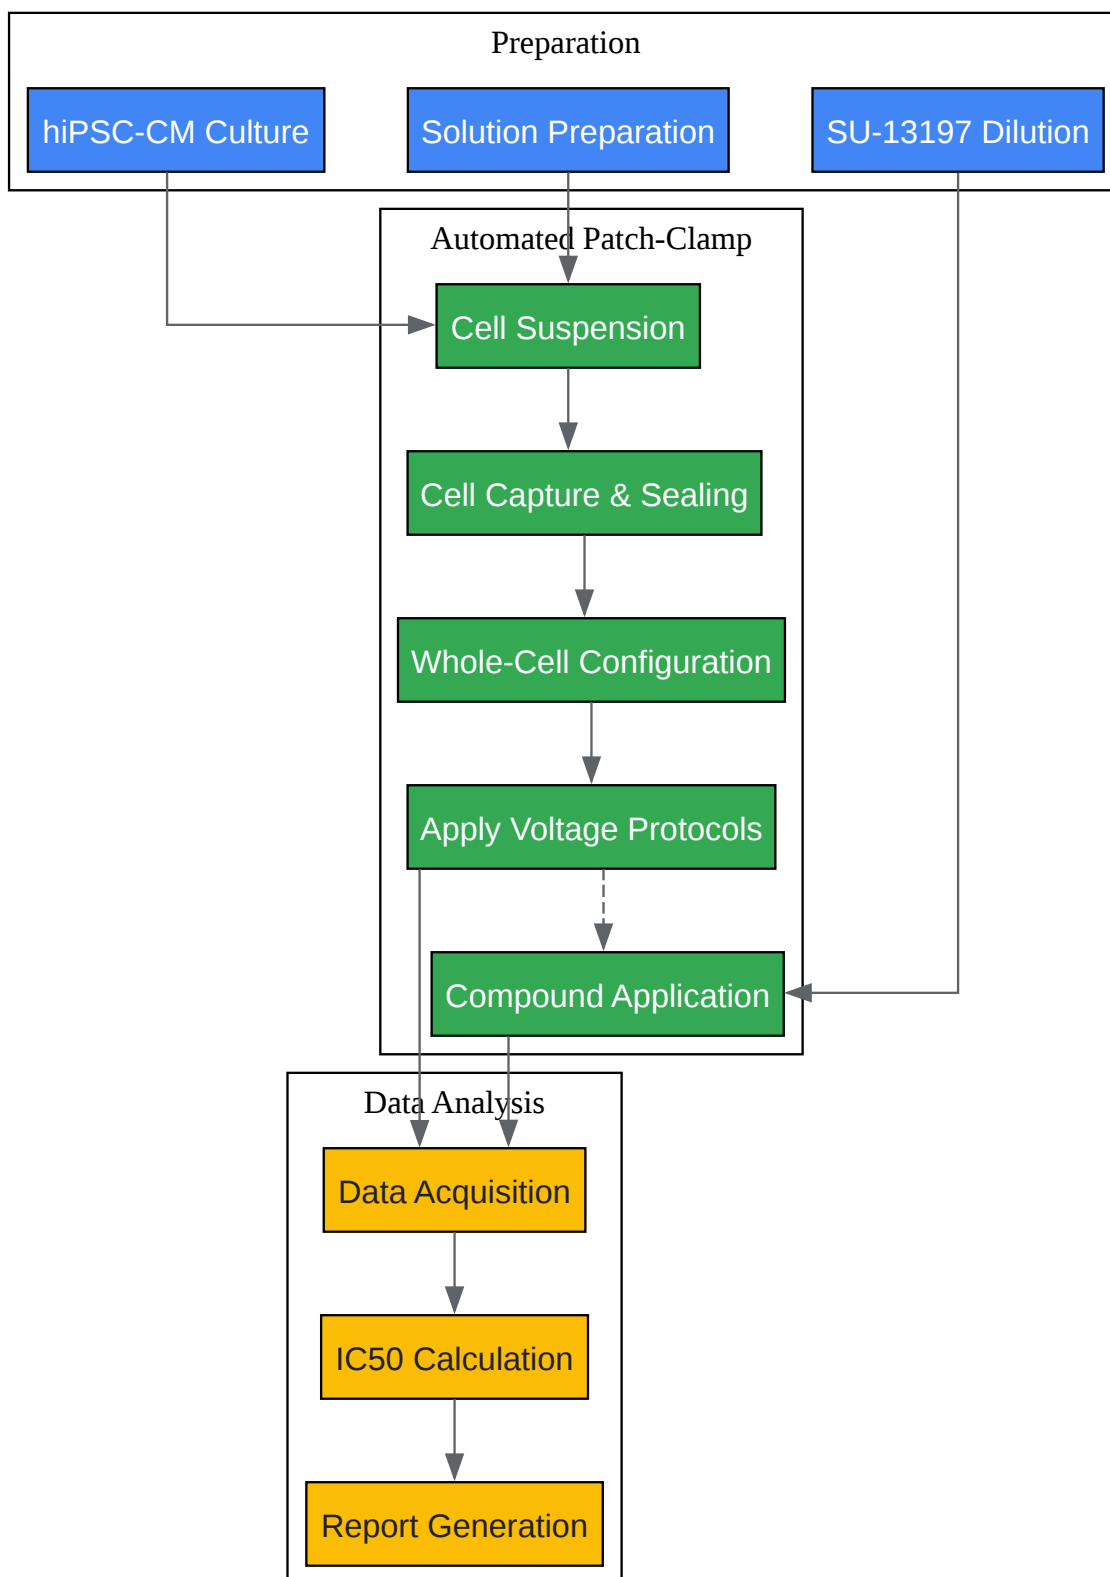 Preparation
hiPSC-CM Culture
Solution Preparation
SU-13197 Dilution
Automated Patch-Clamp
Cell Suspension
Cell Capture & Sealing
Whole-Cell Configuration
Apply Voltage Protocols
Compound Application
Data Analysis
Data Acquisition
IC50 Calculation
Report Generation